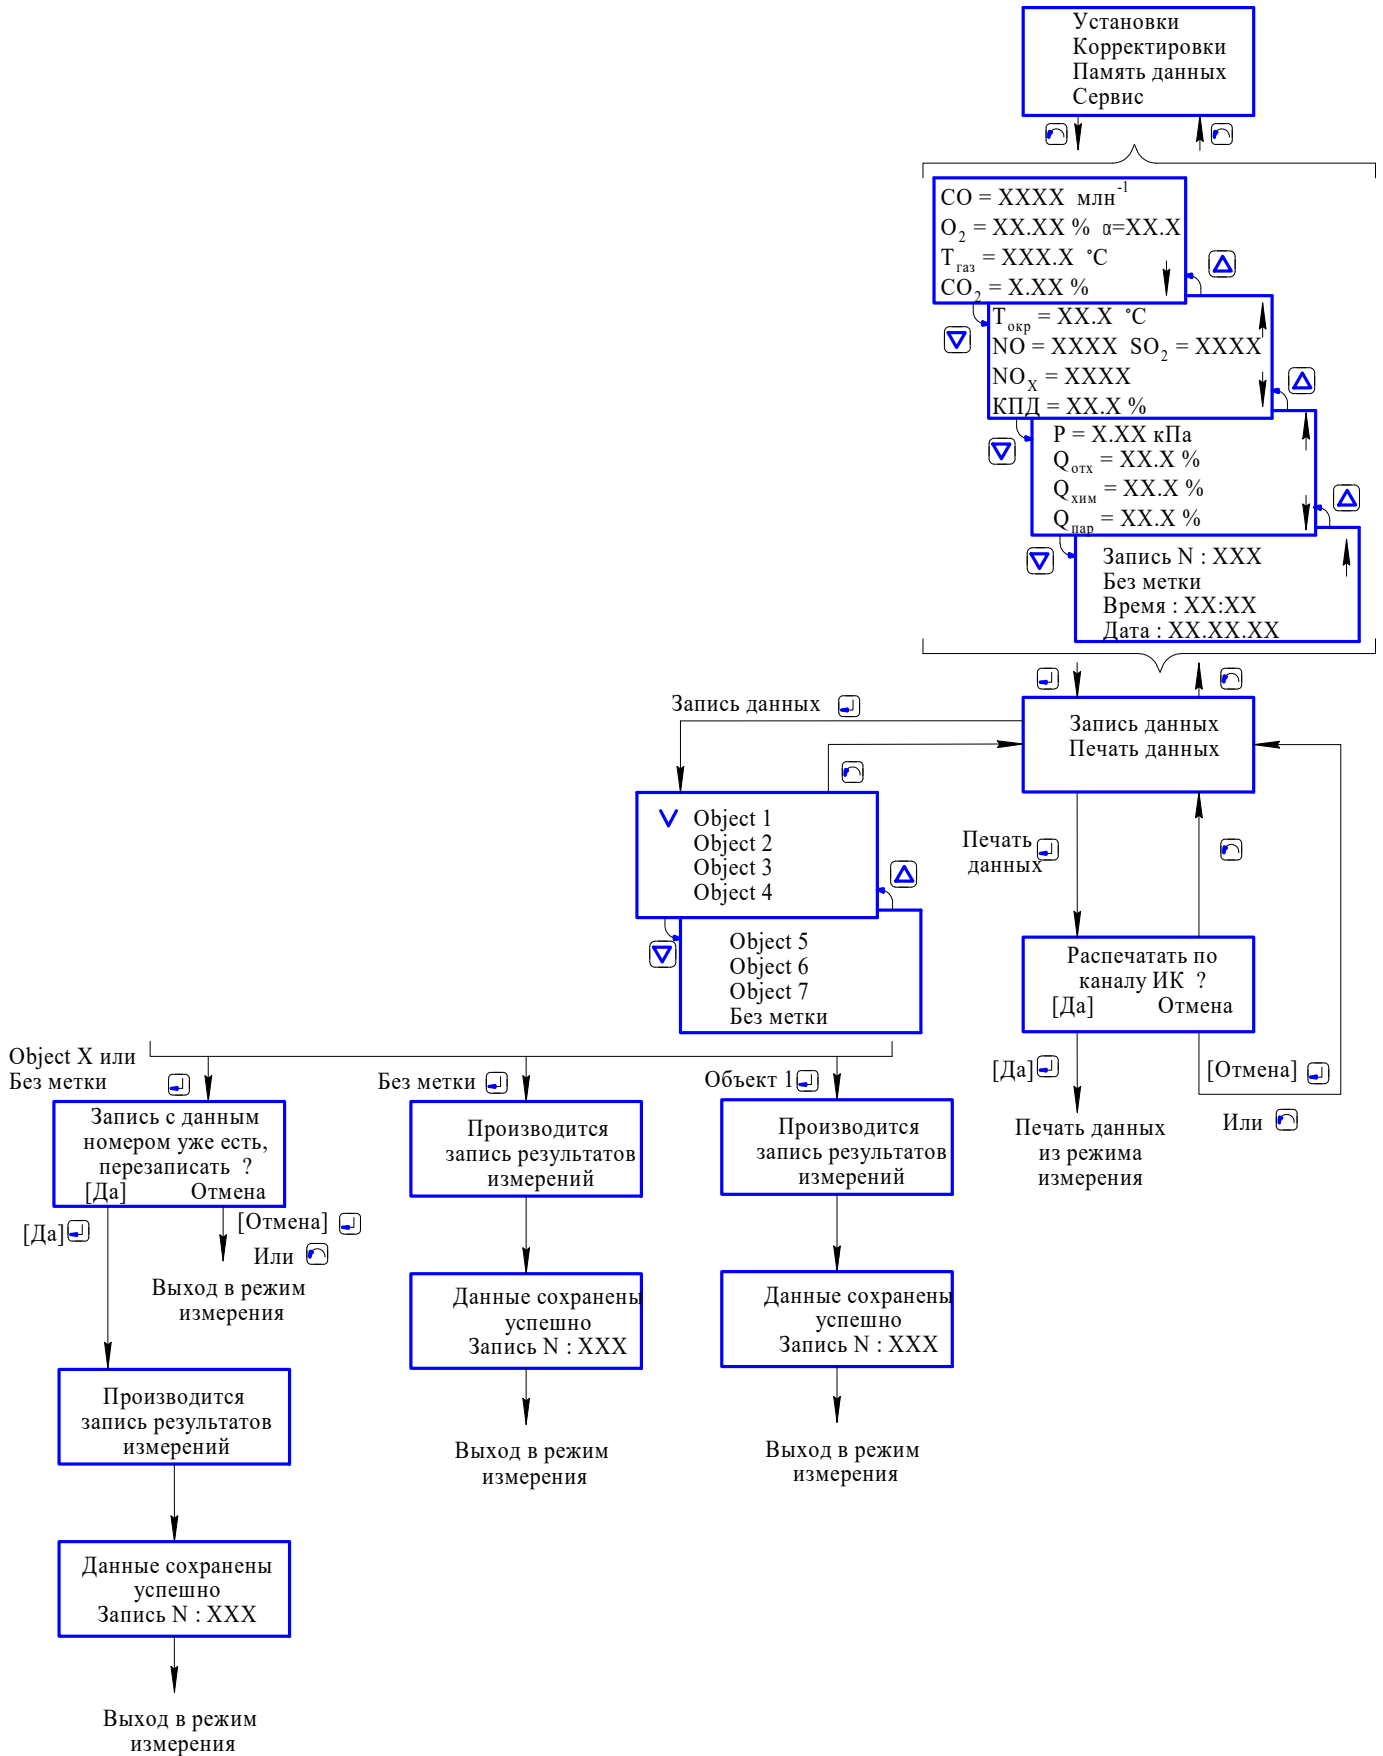 Установки
Корректировки
Память данных
Сервис
CO = XXXX млн⁻¹
O₂ = XX.XX % α=XX.X
Tгаз = XXX.X °C
CO₂ = X.XX %
Tокр = XX.X °C
NO = XXXX SO₂ = XXXX
NOX = XXXX
КПД = XX.X %
P = X.XX кПа
Qотх = XX.X %
Qхим = XX.X %
Qпар = XX.X %
Запись N : XXX
Без метки
Время : XX:XX
Дата : XX.XX.XX
Запись данных
Запись данных
Печать данных
Object 1
Object 2
Object 3
Object 4
Печать
данных
Object 5
Object 6
Object 7
Без метки
Распечатать по
каналу ИК ?
[Да] Отмена
Object X или
Без метки
Без метки
Объект 1
[Да]
[Отмена]
Или
Запись с данным
номером уже есть,
перезаписать ?
[Да] Отмена
Производится
запись результатов
измерений
Производится
запись результатов
измерений
Печать данных
из режима
измерения
[Да]
[Отмена]
Или
Выход в режим
измерения
Данные сохранены
успешно
Запись N : XXX
Данные сохранены
успешно
Запись N : XXX
Производится
запись результатов
измерений
Выход в режим
измерения
Выход в режим
измерения
Данные сохранены
успешно
Запись N : XXX
Выход в режим
измерения